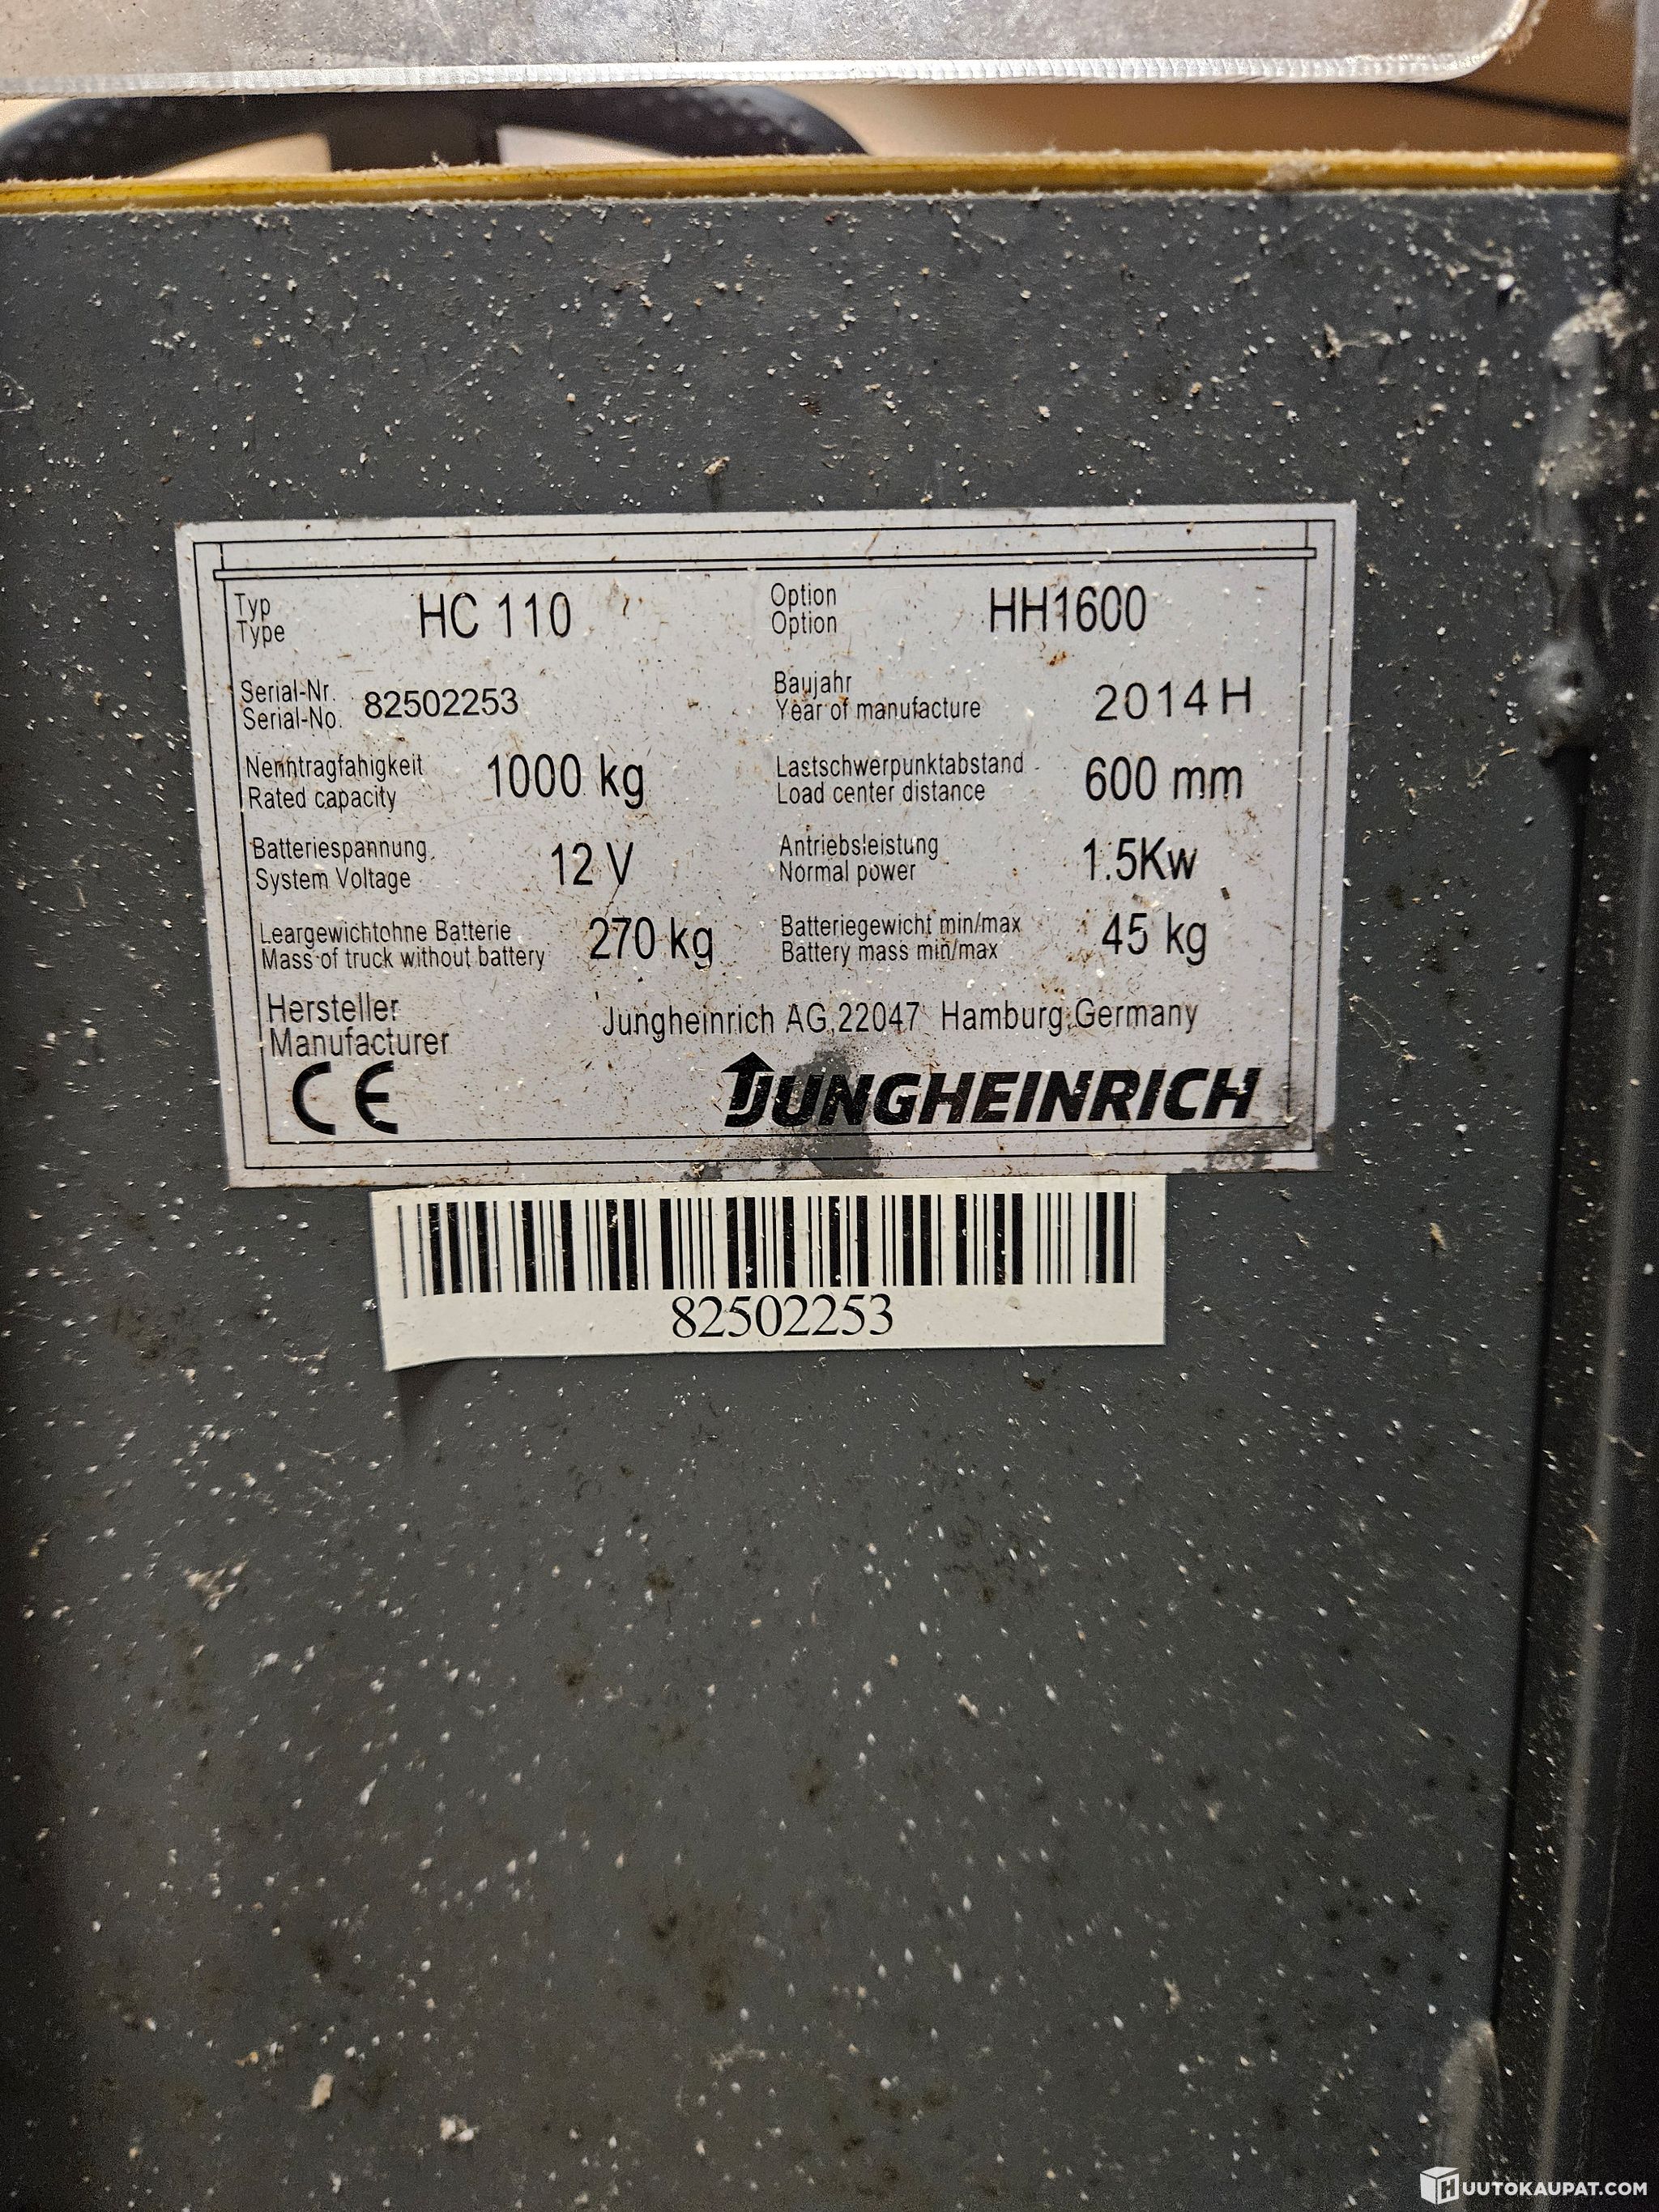 Typ
Type
HC 110
Option
Option
HH1600
Serial-Nr.
Serial-No.
82502253
Baujahr
Year of manufacture
2014 H
Nenntragfahigkeit
Rated capacity
1000 kg
Lastschwerpunktabstand
Load center distance
600 mm
Batteriespannung
System Voltage
12 V
Antriebsleistung
Normal power
1.5Kw
Leargewichtohne Batterie
Mass of truck without battery
270 kg
Batteriegewicht min/max
Battery mass min/max
45 kg
Hersteller
Manufacturer
Jungheinrich AG,22047 Hamburg,Germany
CE
JUNGHEINRICH
82502253
HUUTOKAUPAT.COM